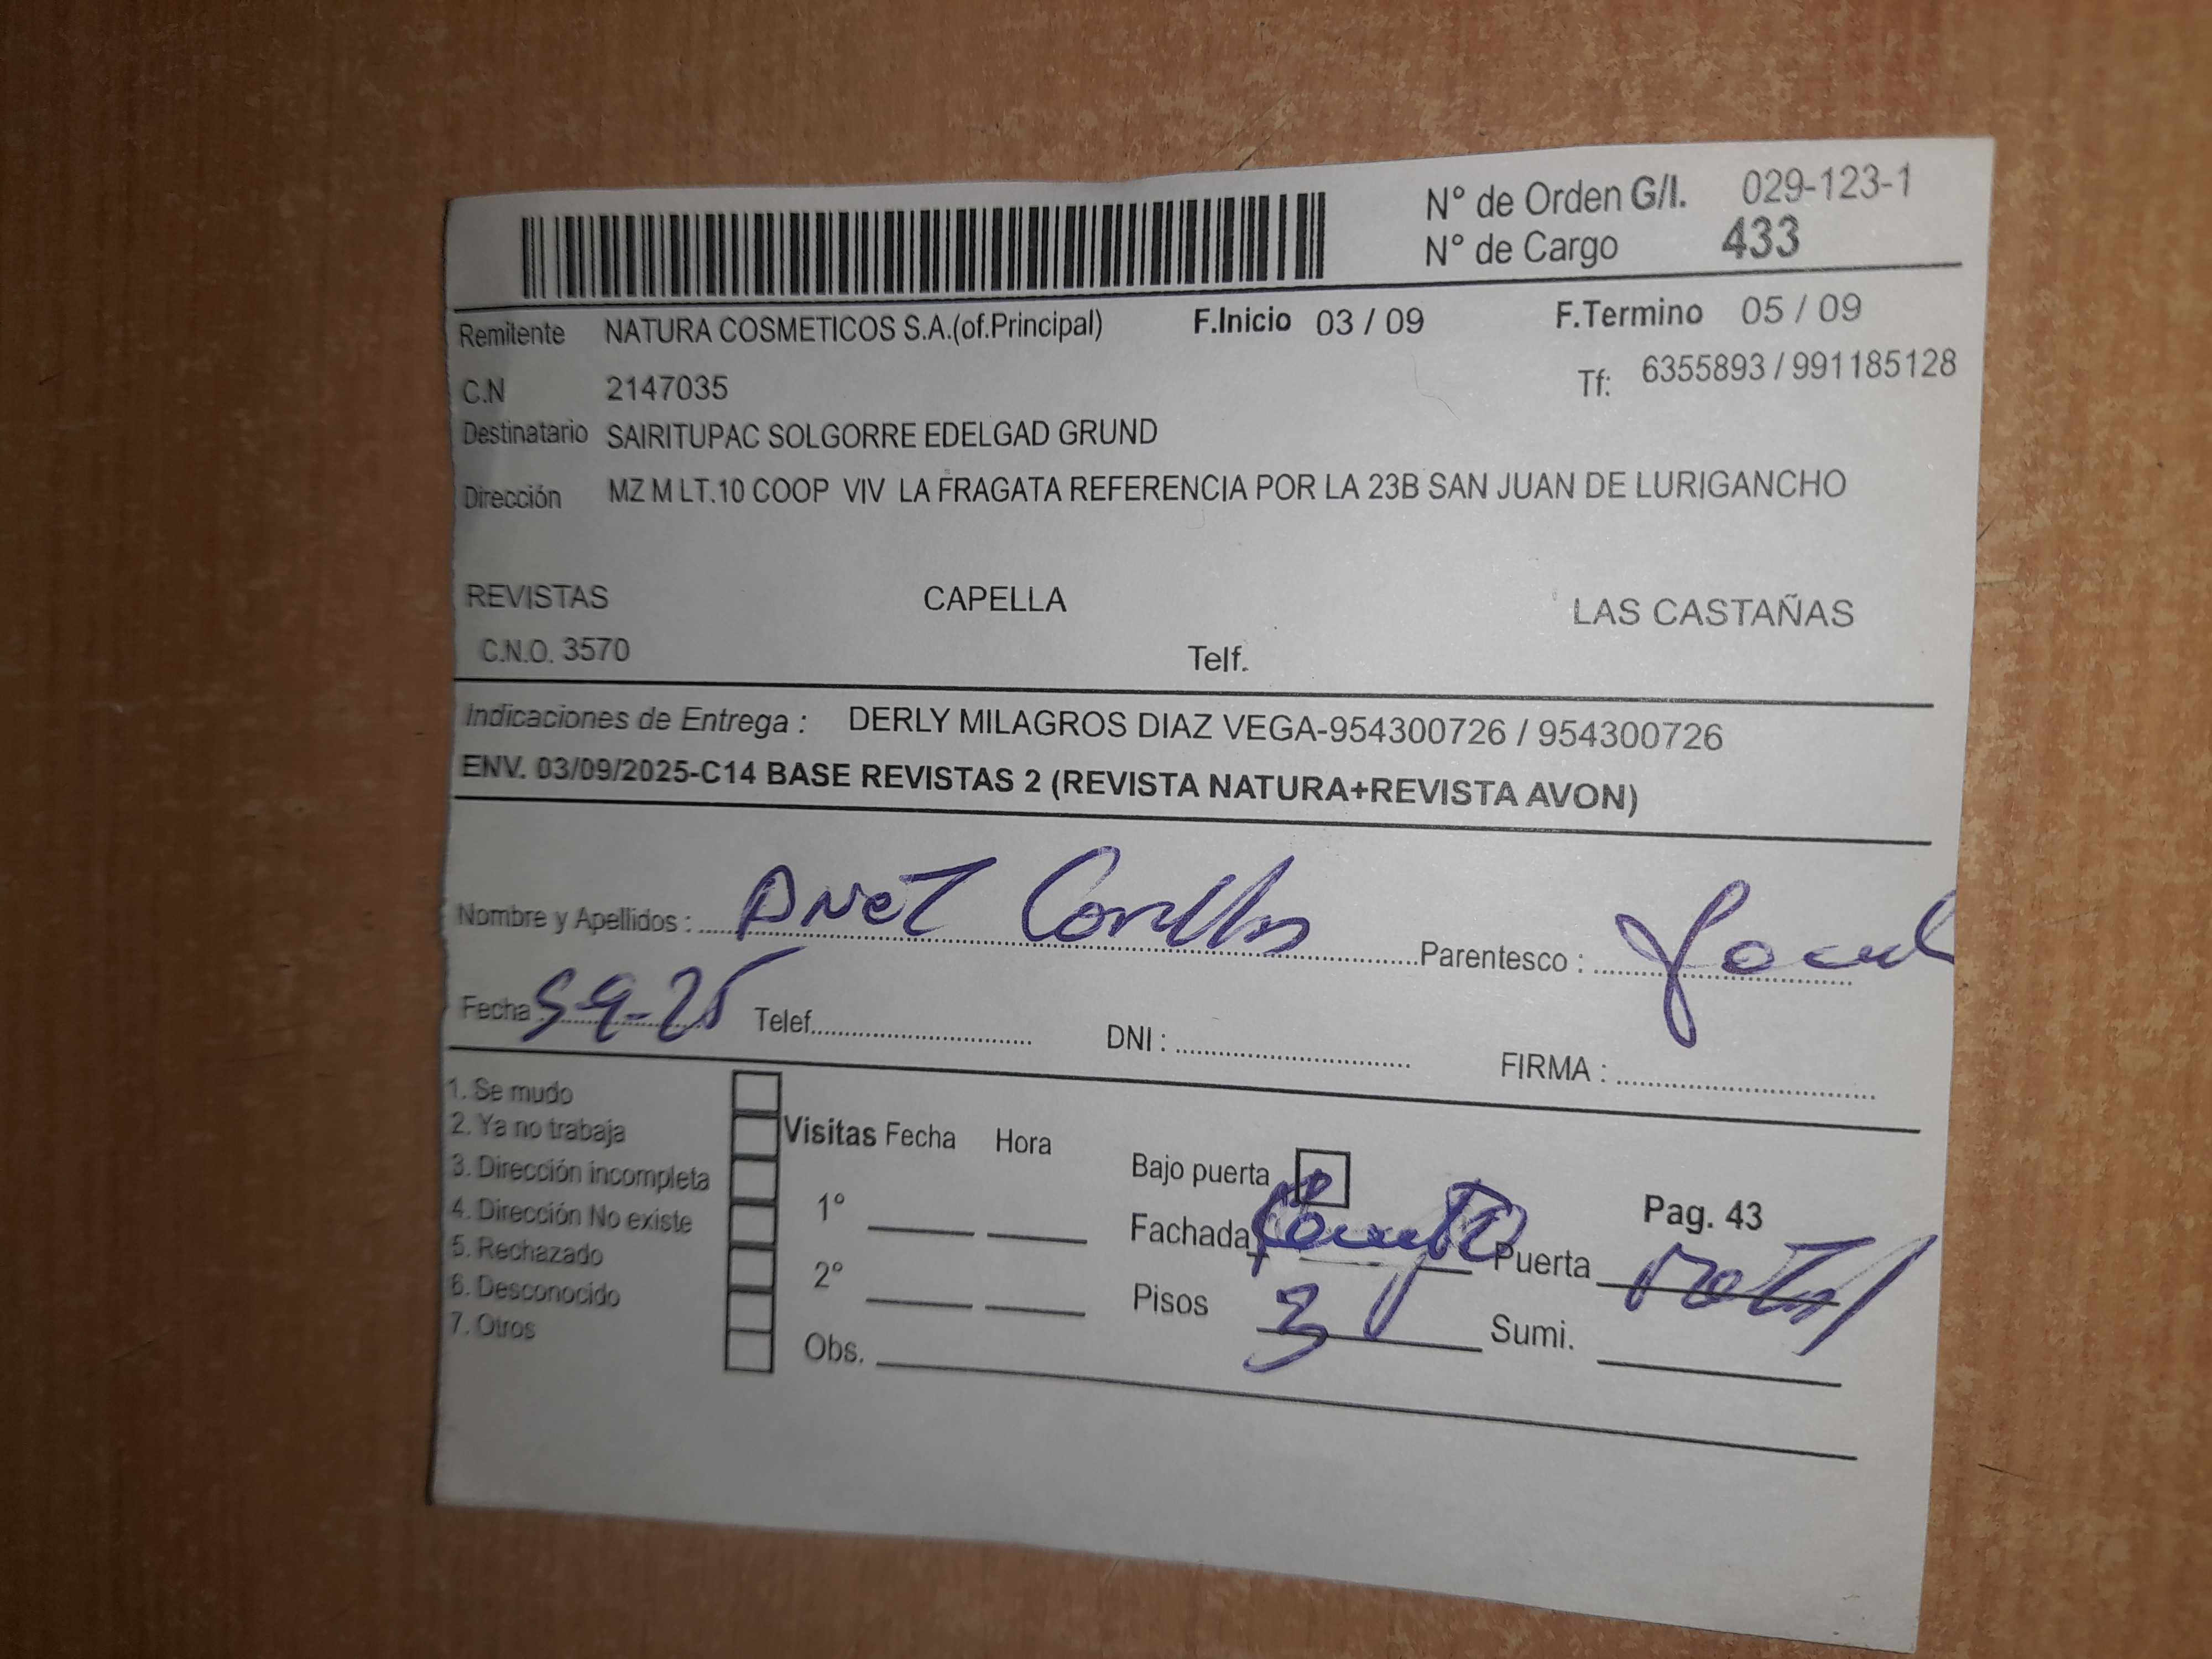 N° de Orden G/I. 029-123-1
N° de Cargo 433
Remitente NATURA COSMETICOS S.A.(of.Principal) F.Inicio 03 / 09 F.Termino 05 / 09
C.N 2147035 Tf: 6355893 / 991185128
Destinatario SAIRITUPAC SOLGORRE EDELGAD GRUND
Dirección MZ M LT.10 COOP VIV LA FRAGATA REFERENCIA POR LA 23B SAN JUAN DE LURIGANCHO
REVISTAS CAPELLA LAS CASTAÑAS
C.N.O. 3570 Telf.
Indicaciones de Entrega : DERLY MILAGROS DIAZ VEGA-954300726 / 954300726
ENV. 03/09/2025-C14 BASE REVISTAS 2 (REVISTA NATURA+REVISTA AVON)
Nombre y Apellidos : ANeT Parentesco :
Fecha 5-9-25 Telef. DNI : FIRMA :
1. Se mudo
2. Ya no trabaja
3. Dirección incompleta
4. Dirección No existe
5. Rechazado
6. Desconocido
7. Otros
Visitas Fecha Hora
1°
2°
Obs.
Bajo puerta Pag. 43
Fachada Puerta
Pisos 3 Sumi.